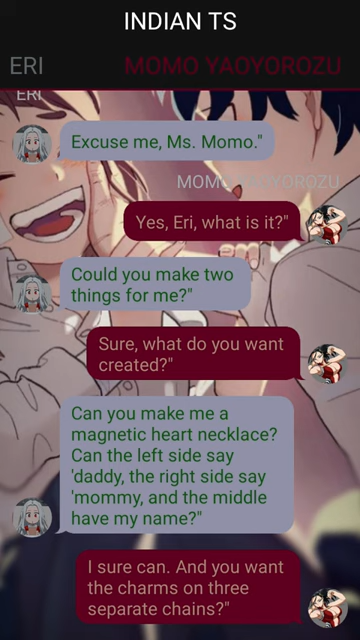 INDIAN TS
ERI
MOMO YAOYOROZU
ERI
Excuse me, Ms. Momo."
MOMO YAOYOROZU
Yes, Eri, what is it?"
Could you make two
things for me?"
Sure, what do you want
created?"
Can you make me a
magnetic heart necklace?
Can the left side say
'daddy, the right side say
'mommy, and the middle
have my name?"
I sure can. And you want
the charms on three
separate chains?"